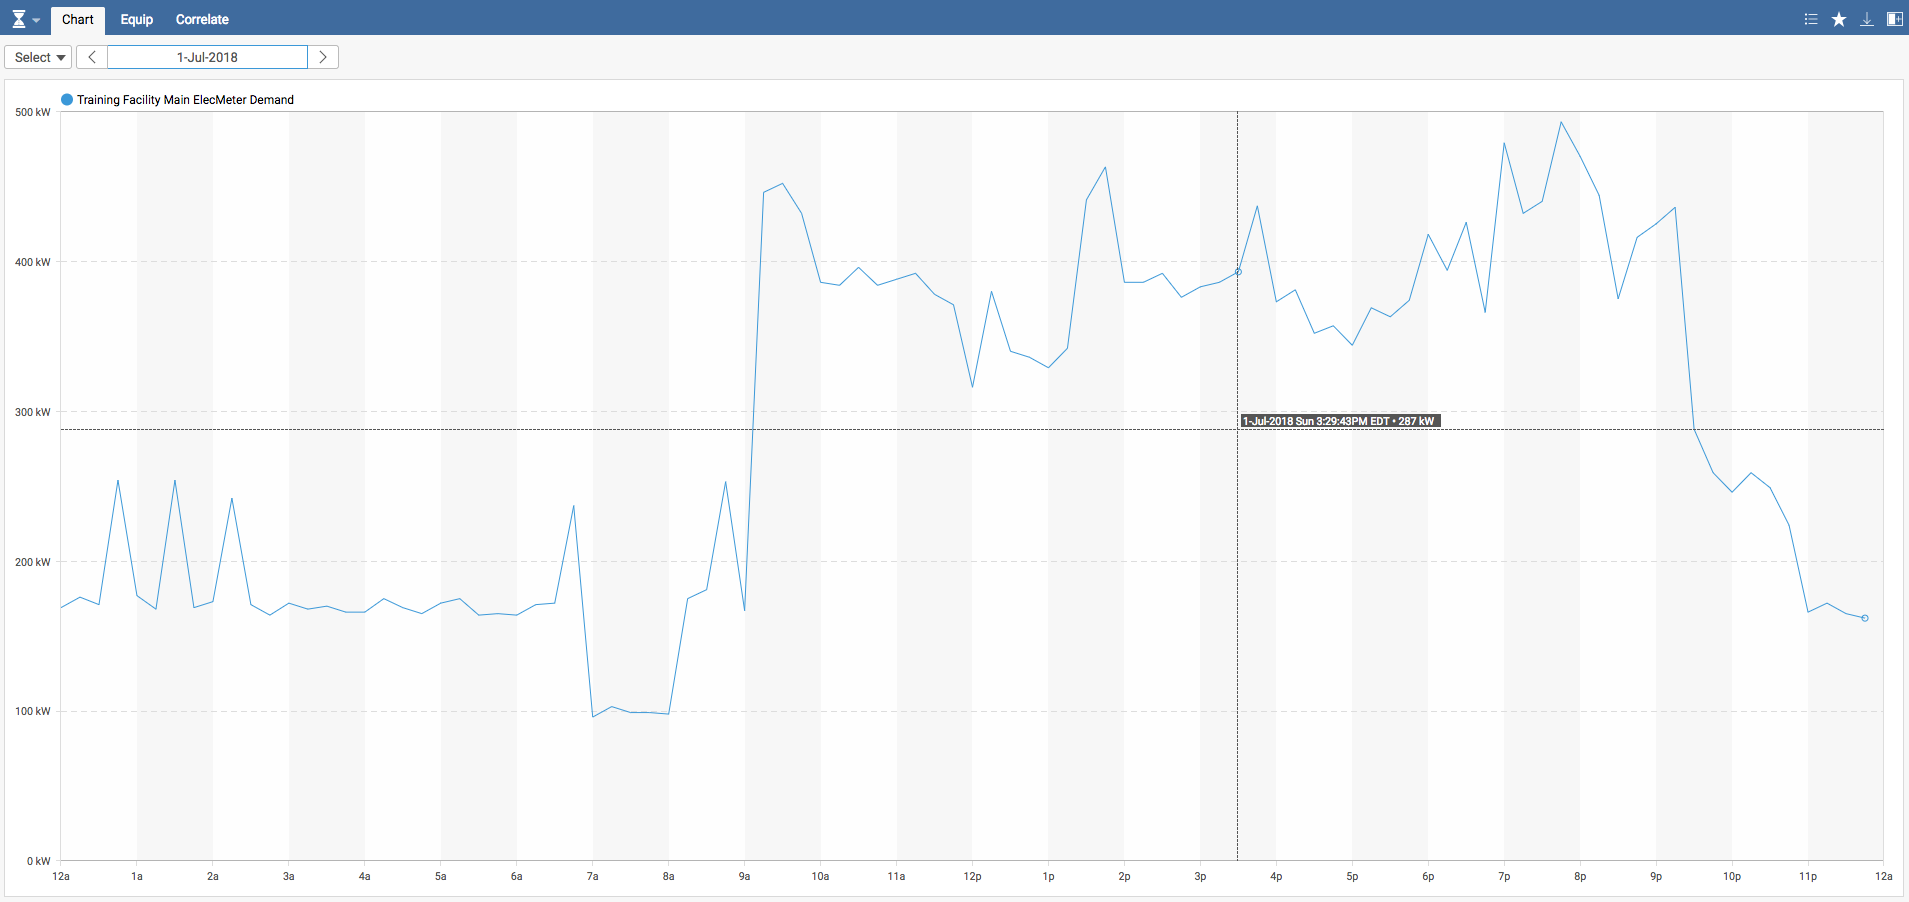 Chart Equip Correlate
Select 1-Jul-2018
Training Facility Main ElecMeter Demand
500 kW
400 kW
300 kW
1-Jul-2018 Sun 3:29:43PM EDT • 287 kW
200 kW
100 kW
0 kW
12a 1a 2a 3a 4a 5a 6a 7a 8a 9a 10a 11a 12p 1p 2p 3p 4p 5p 6p 7p 8p 9p 10p 11p 12a